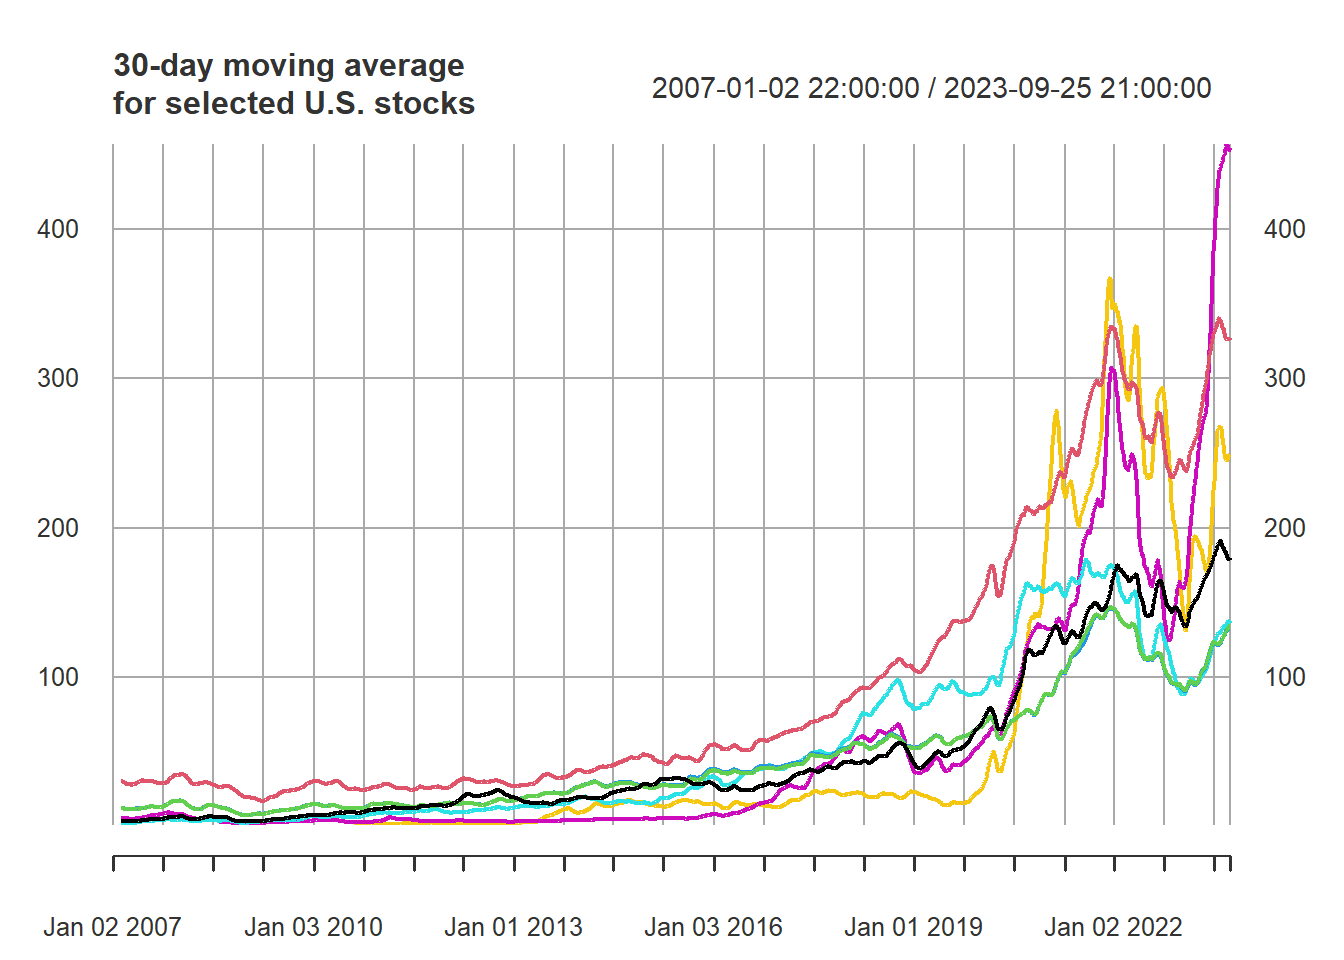 30-day moving average
for selected U.S. stocks
2007-01-02 22:00:00 / 2023-09-25 21:00:00
400 400
300 300
200 200
100 100
Jan 02 2007 Jan 03 2010 Jan 01 2013 Jan 03 2016 Jan 01 2019 Jan 02 2022